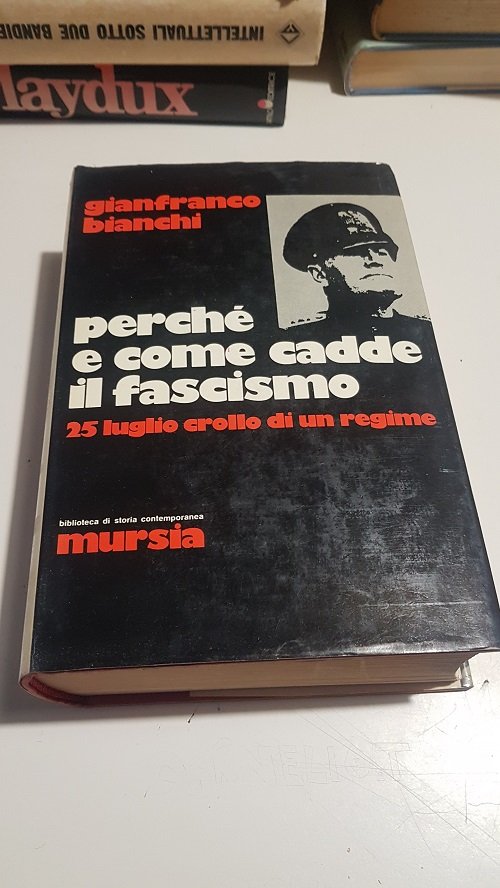 INTELLETTUALI SOTTO DUE BANDIE
laydux
gianfranco
bianchi
perché
e come cadde
il fascismo
25 luglio crollo di un regime
biblioteca di storia contemporanea
mursia